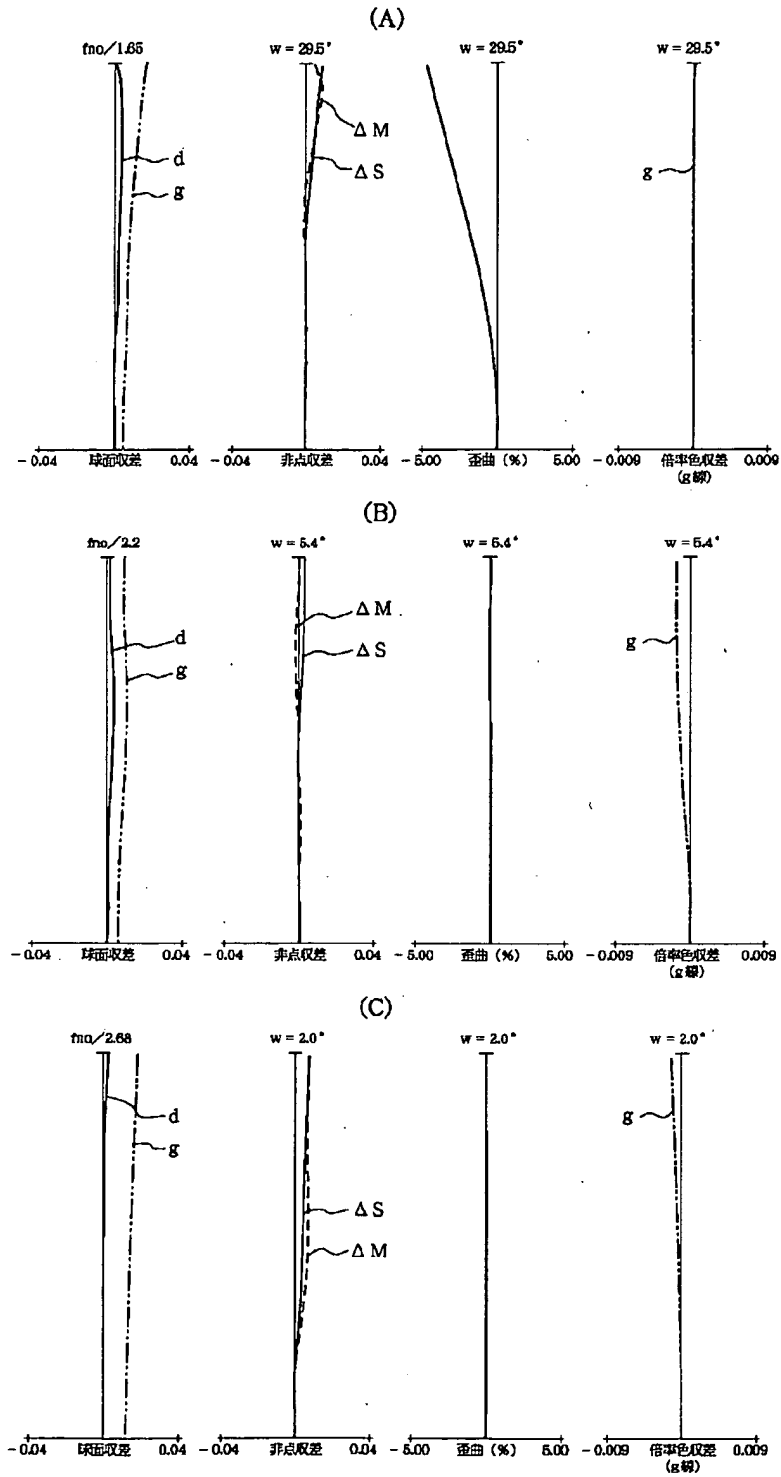 (A)
fno/1.65
w = 29.5°
w = 29.5°
w = 29.5°
Δ M
d
Δ S
g
g
-0.04 球面収差 0.04
-0.04 非点収差 0.04
-5.00 歪曲 (%) 5.00
-0.009 倍率色収差 0.009
(g線)
(B)
fno/2.2
w = 5.4°
w = 5.4°
w = 5.4°
Δ M
d
Δ S
g
g
-0.04 球面収差 0.04
-0.04 非点収差 0.04
-5.00 歪曲 (%) 5.00
-0.009 倍率色収差 0.009
(g線)
(C)
fno/2.68
w = 2.0°
w = 2.0°
w = 2.0°
d
g
g
Δ S
Δ M
-0.04 球面収差 0.04
-0.04 非点収差 0.04
-5.00 歪曲 (%) 5.00
-0.009 倍率色収差 0.009
(g線)